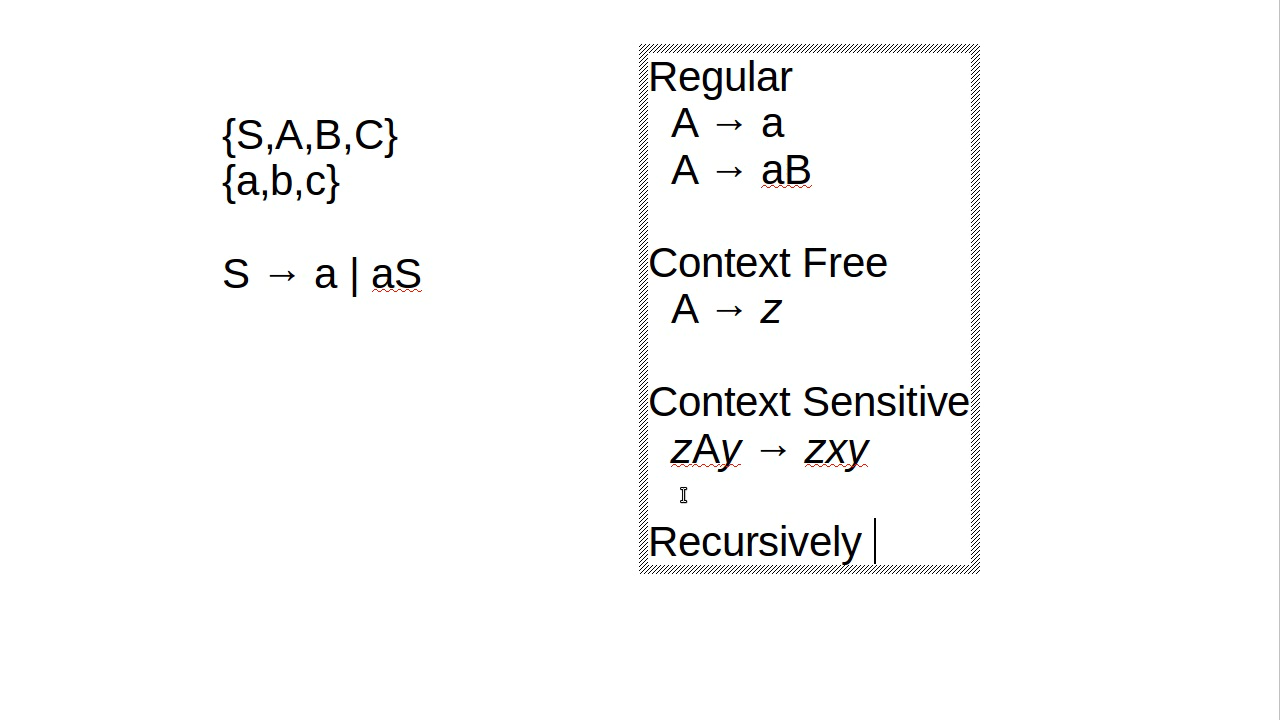 {S,A,B,C}
{a,b,c}
S → a | aS
Regular
A → a
A → aB
Context Free
A → z
Context Sensitive
zAy → zxy
Recursively